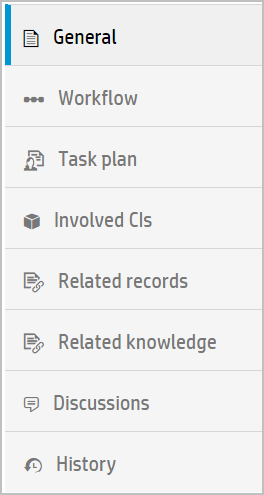 General
Workflow
Task plan
Involved CIs
Related records
Related knowledge
Discussions
History